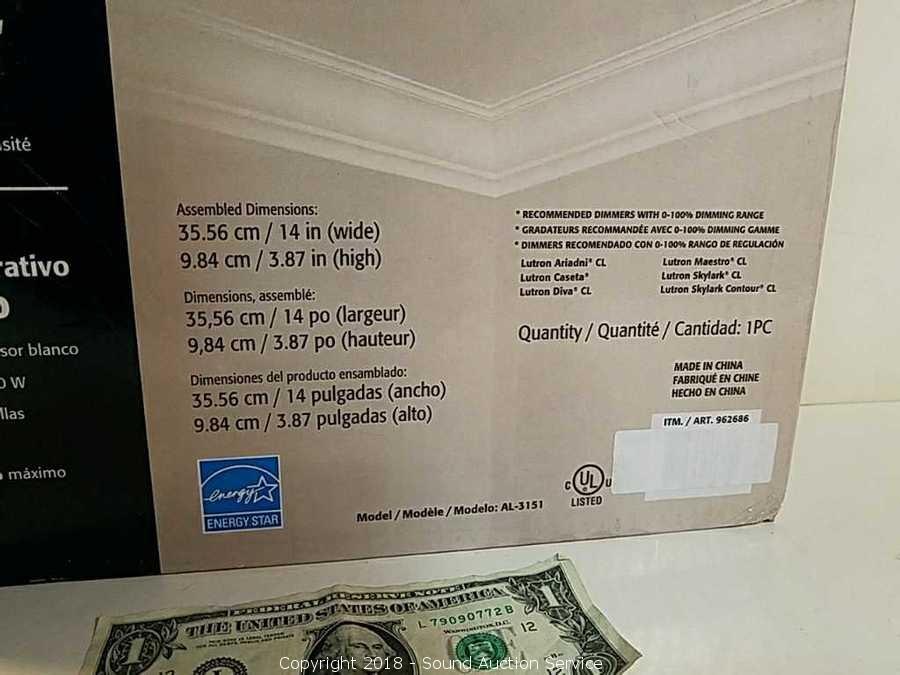 sité
rativo
sor blanco
W
llas
máximo
Assembled Dimensions:
35.56 cm / 14 in (wide)
9.84 cm / 3.87 in (high)
Dimensions, assemblé:
35,56 cm / 14 po (largeur)
9,84 cm / 3.87 po (hauteur)
Dimensiones del producto ensamblado:
35.56 cm / 14 pulgadas (ancho)
9.84 cm / 3.87 pulgadas (alto)
* RECOMMENDED DIMMERS WITH 0-100% DIMMING RANGE
* GRADATEURS RECOMMANDÉE AVEC 0-100% DIMMING GAMME
* DIMMERS RECOMENDADO CON 0-100% RANGO DE REGULACIÓN
Lutron Ariadni® CL Lutron Maestro® CL
Lutron Caseta® Lutron Skylark® CL
Lutron Diva® CL Lutron Skylark Contour® CL
Quantity / Quantité / Cantidad: 1PC
MADE IN CHINA
FABRIQUÉ EN CHINE
HECHO EN CHINA
ITM. / ART. 962686
energy
ENERGY STAR
Model / Modèle / Modelo: AL-3151
C UL U
LISTED
FEDERAL RESERVE NOTE
THE UNITED STATES OF AMERICA
L 79090772 B
WASHINGTON, D.C.
12
12
1
1
Copyright 2018 - Sound Auction Service